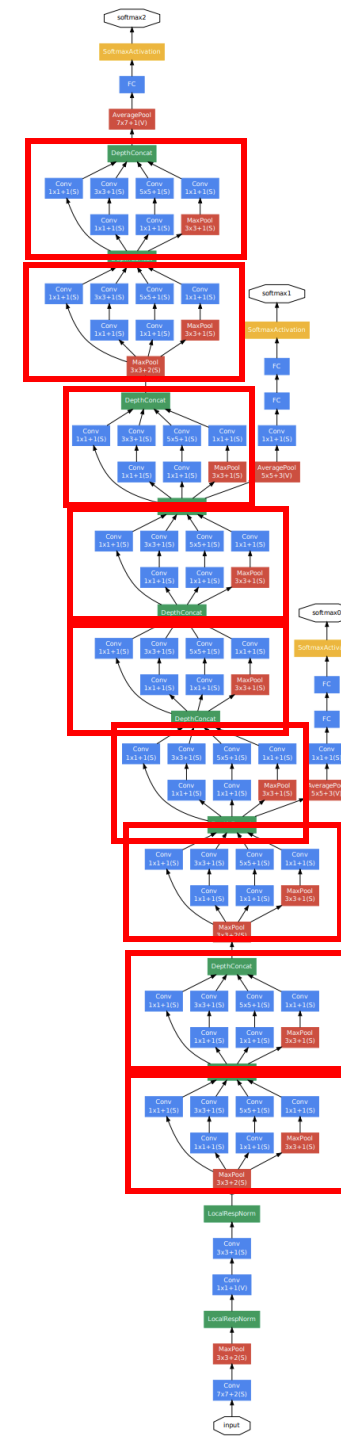 softmax2
SoftmaxActivation
FC
AveragePool
7x7+1(V)
DepthConcat
Conv Conv Conv Conv
1x1+1(S) 3x3+1(S) 5x5+1(S) 1x1+1(S)
Conv Conv MaxPool
1x1+1(S) 1x1+1(S) 3x3+1(S)
Conv Conv Conv Conv
1x1+1(S) 3x3+1(S) 5x5+1(S) 1x1+1(S)
softmax1
Conv Conv MaxPool
1x1+1(S) 1x1+1(S) 3x3+1(S)
SoftmaxActivation
MaxPool
3x3+2(S)
FC
DepthConcat
FC
Conv Conv Conv Conv Conv
1x1+1(S) 3x3+1(S) 5x5+1(S) 1x1+1(S) 1x1+1(S)
Conv Conv MaxPool AveragePool
1x1+1(S) 1x1+1(S) 3x3+1(S) 5x5+3(V)
Conv Conv Conv Conv
1x1+1(S) 3x3+1(S) 5x5+1(S) 1x1+1(S)
Conv Conv MaxPool
1x1+1(S) 1x1+1(S) 3x3+1(S)
DepthConcat
softmax0
Conv Conv Conv Conv
1x1+1(S) 3x3+1(S) 5x5+1(S) 1x1+1(S)
Conv Conv MaxPool
1x1+1(S) 1x1+1(S) 3x3+1(S)
FC
DepthConcat
FC
Conv Conv Conv Conv Conv
1x1+1(S) 3x3+1(S) 5x5+1(S) 1x1+1(S) 1x1+1(S)
Conv Conv MaxPool
1x1+1(S) 1x1+1(S) 3x3+1(S) 5x5+3(V)
Conv Conv Conv Conv
1x1+1(S) 3x3+1(S) 5x5+1(S) 1x1+1(S)
Conv Conv MaxPool
1x1+1(S) 1x1+1(S) 3x3+1(S)
MaxPool
3x3+2(S)
DepthConcat
Conv Conv Conv Conv
1x1+1(S) 3x3+1(S) 5x5+1(S) 1x1+1(S)
Conv Conv MaxPool
1x1+1(S) 1x1+1(S) 3x3+1(S)
Conv Conv Conv Conv
1x1+1(S) 3x3+1(S) 5x5+1(S) 1x1+1(S)
Conv Conv MaxPool
1x1+1(S) 1x1+1(S) 3x3+1(S)
MaxPool
3x3+2(S)
LocalRespNorm
Conv
3x3+1(S)
Conv
1x1+1(V)
LocalRespNorm
MaxPool
3x3+2(S)
Conv
7x7+2(S)
input